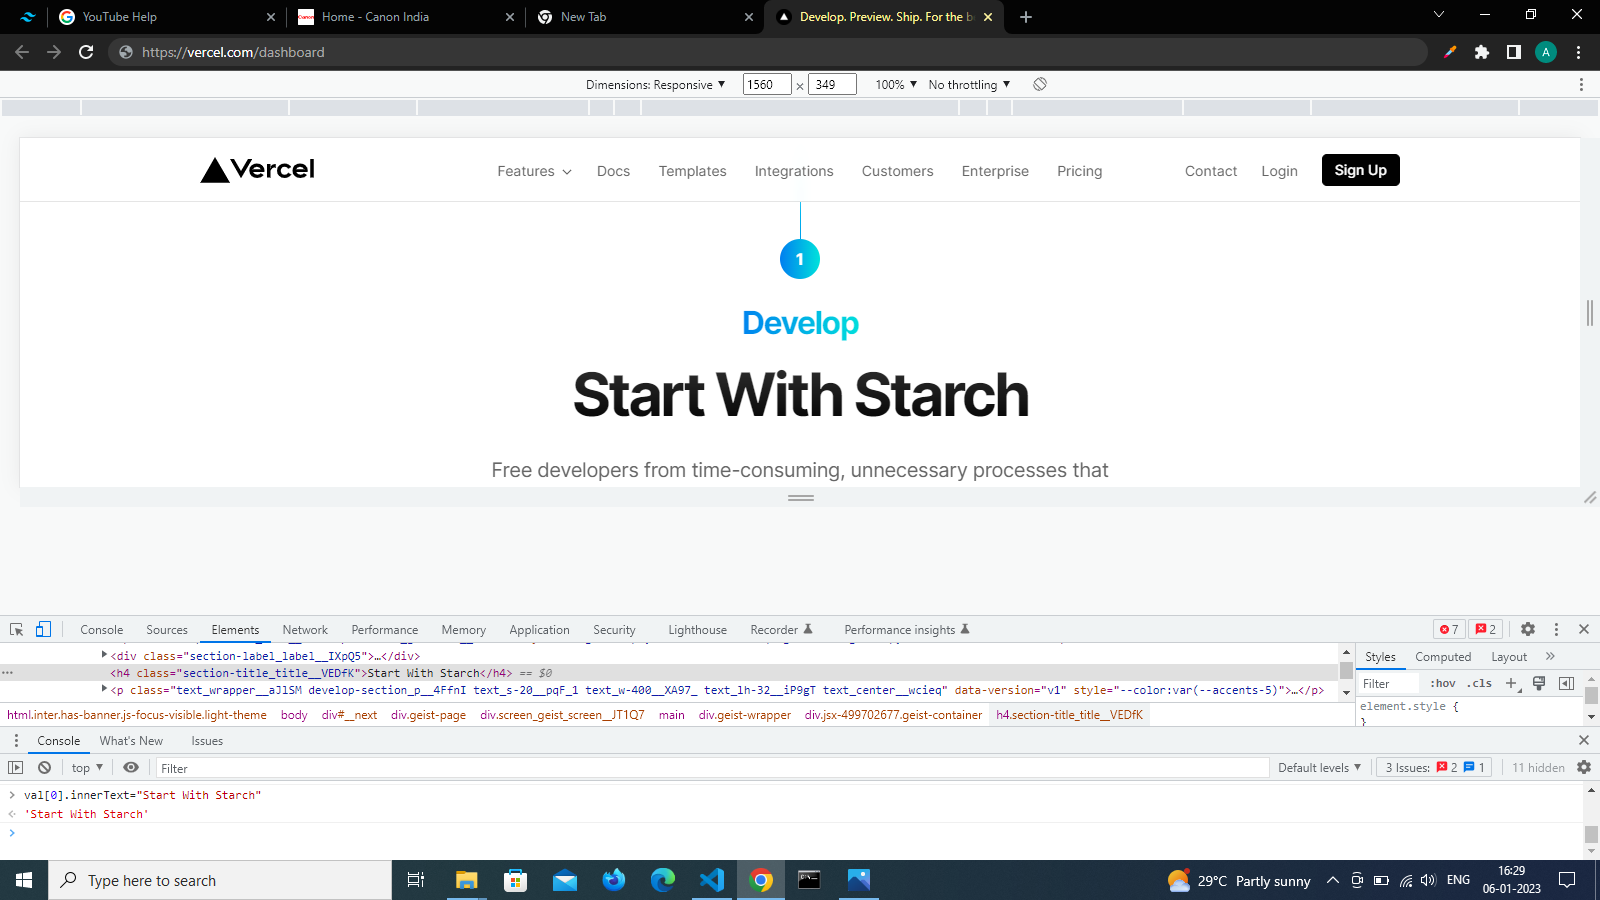 YouTube Help
Home - Canon India
New Tab
Develop. Preview. Ship. For the b
https://vercel.com/dashboard
A
Dimensions: Responsive ▼ 1560 × 349 100% ▼ No throttling ▼
Vercel
Features Docs Templates Integrations Customers Enterprise Pricing Contact Login Sign Up
1
Develop
Start With Starch
Free developers from time-consuming, unnecessary processes that
Console Sources Elements Network Performance Memory Application Security Lighthouse Recorder Performance insights 7 2
<div class="section-label_label__IXpQ5">…</div>
<h4 class="section-title_title__VEDfK">Start With Starch</h4> == $0
<p class="text_wrapper__aJlSM develop-section_p__4FfnI text_s-20__pqF_1 text_w-400__XA97_ text_lh-32__iP9gT text_center__wcieq" data-version="v1" style="--color:var(--accents-5)">…</p>
html.inter.has-banner.js-focus-visible.light-theme body div#__next div.geist-page div.screen_geist_screen__JT1Q7 main div.geist-wrapper div.jsx-499702677.geist-container h4.section-title_title__VEDfK
Styles Computed Layout »
Filter :hov .cls +
element.style {
}
Console What's New Issues
top ▼ Filter Default levels ▼ 3 Issues: 2 1 11 hidden
> val[0].innerText="Start With Starch"
'Start With Starch'
>
Type here to search
29°C Partly sunny ENG
16:29
06-01-2023